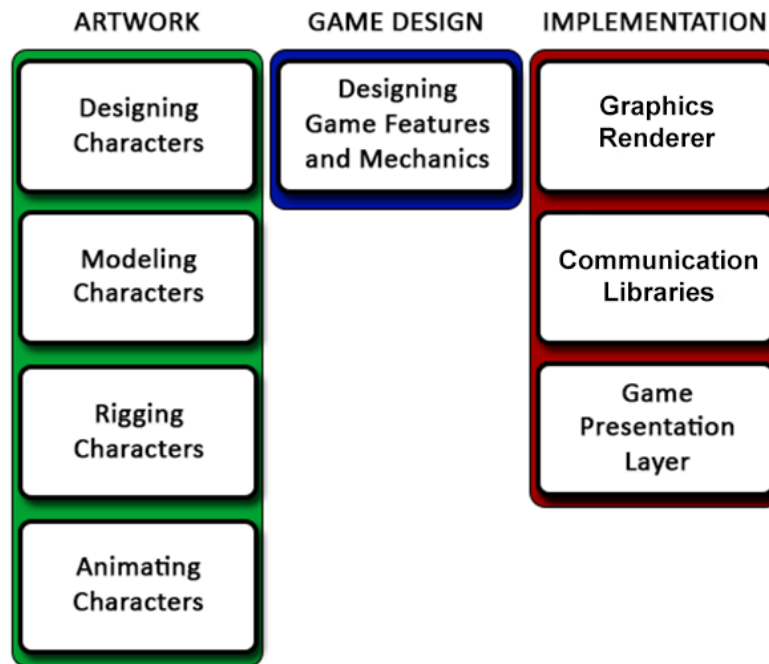 ARTWORK
Designing
Characters
Modeling
Characters
Rigging
Characters
Animating
Characters
GAME DESIGN
Designing
Game Features
and Mechanics
IMPLEMENTATION
Graphics
Renderer
Communication
Libraries
Game
Presentation
Layer